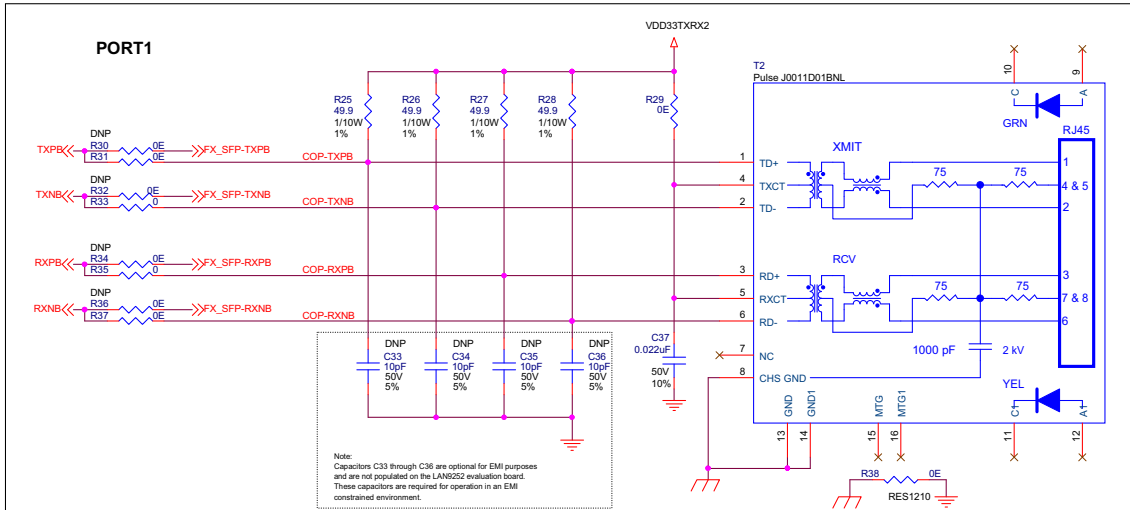 PORT1
VDD33TXRX2
T2
Pulse J0011D01BNL
R25
49.9
1/10W
1%
R26
49.9
1/10W
1%
R27
49.9
1/10W
1%
R28
49.9
1/10W
1%
R29
0E
10
9
C
A
GRN
RJ45
DNP
TXPB
R30
0E
FX_SFP-TXPB
R31
COP-TXPB
1
TD+
XMIT
75
75
1
4
TXCT
4 & 5
DNP
TXNB
R32
0E
FX_SFP-TXNB
R33
0
COP-TXNB
2
TD-
2
DNP
RXPB
R34
0E
FX_SFP-RXPB
R35
0
COP-RXPB
3
RD+
RCV
75
75
3
5
RXCT
7 & 8
DNP
RXNB
R36
0E
FX_SFP-RXNB
R37
0E
COP-RXNB
6
RD-
6
DNP
C33
10pF
50V
5%
DNP
C34
10pF
50V
5%
DNP
C35
10pF
50V
5%
DNP
C36
10pF
50V
5%
C37
0.022uF
50V
10%
7
NC
8
CHS GND
1000 pF
2 kV
YEL
C1
A1
GND
GND1
MTG
MTG1
13
14
15
16
11
12
R38
0E
RES1210
Note:
Capacitors C33 through C36 are optional for EMI purposes
and are not populated on the LAN9252 evaluation board.
These capacitors are required for operation in an EMI
constrained environment.